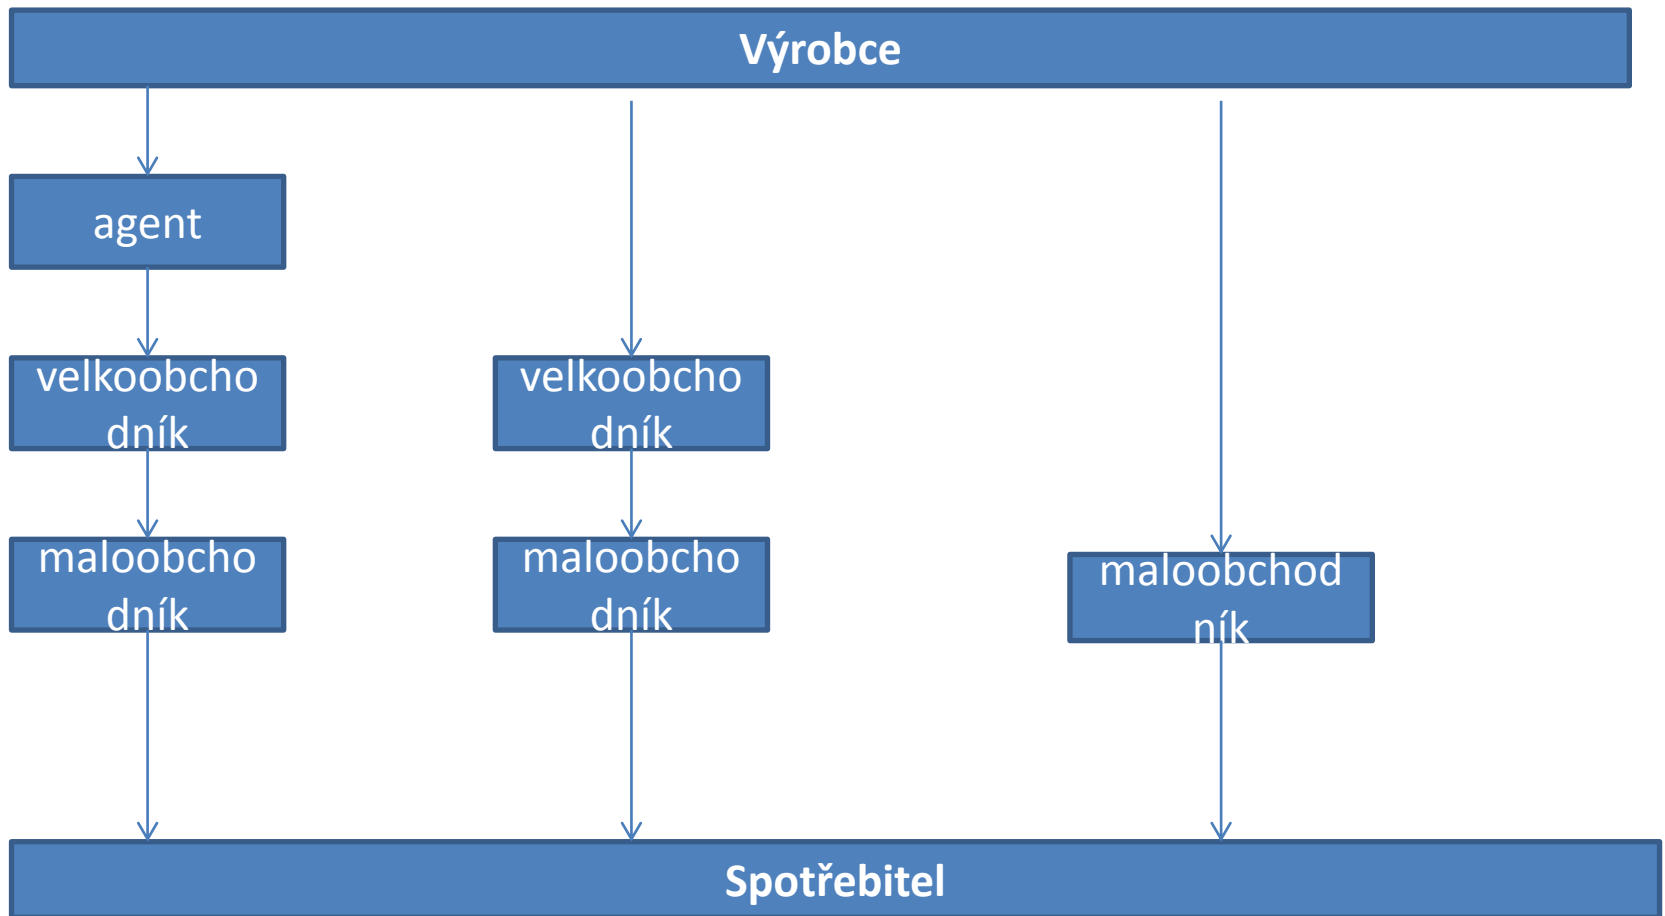 Výrobce
agent
velkoobcho
dník
velkoobcho
dník
maloobcho
dník
maloobcho
dník
maloobchod
ník
Spotřebitel